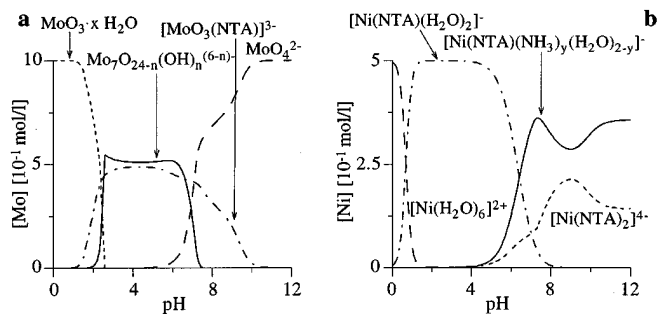 a
MoO₃·x H₂O
[MoO₃(NTA)]³⁻
Mo₇O₂₄₋ₙ(OH)ₙ⁽⁶⁻ⁿ⁾⁻
MoO₄²⁻
10
5
0
[Mo] [10⁻¹ mol/l]
0 4 8 12
pH
b
[Ni(NTA)(H₂O)₂]⁻
[Ni(NTA)(NH₃)y(H₂O)₂₋y]⁻
5
0
[Ni] [10⁻¹ mol/l]
[Ni(H₂O)₆]²⁺
[Ni(NTA)₂]⁴⁻
0 4 8 12
pH